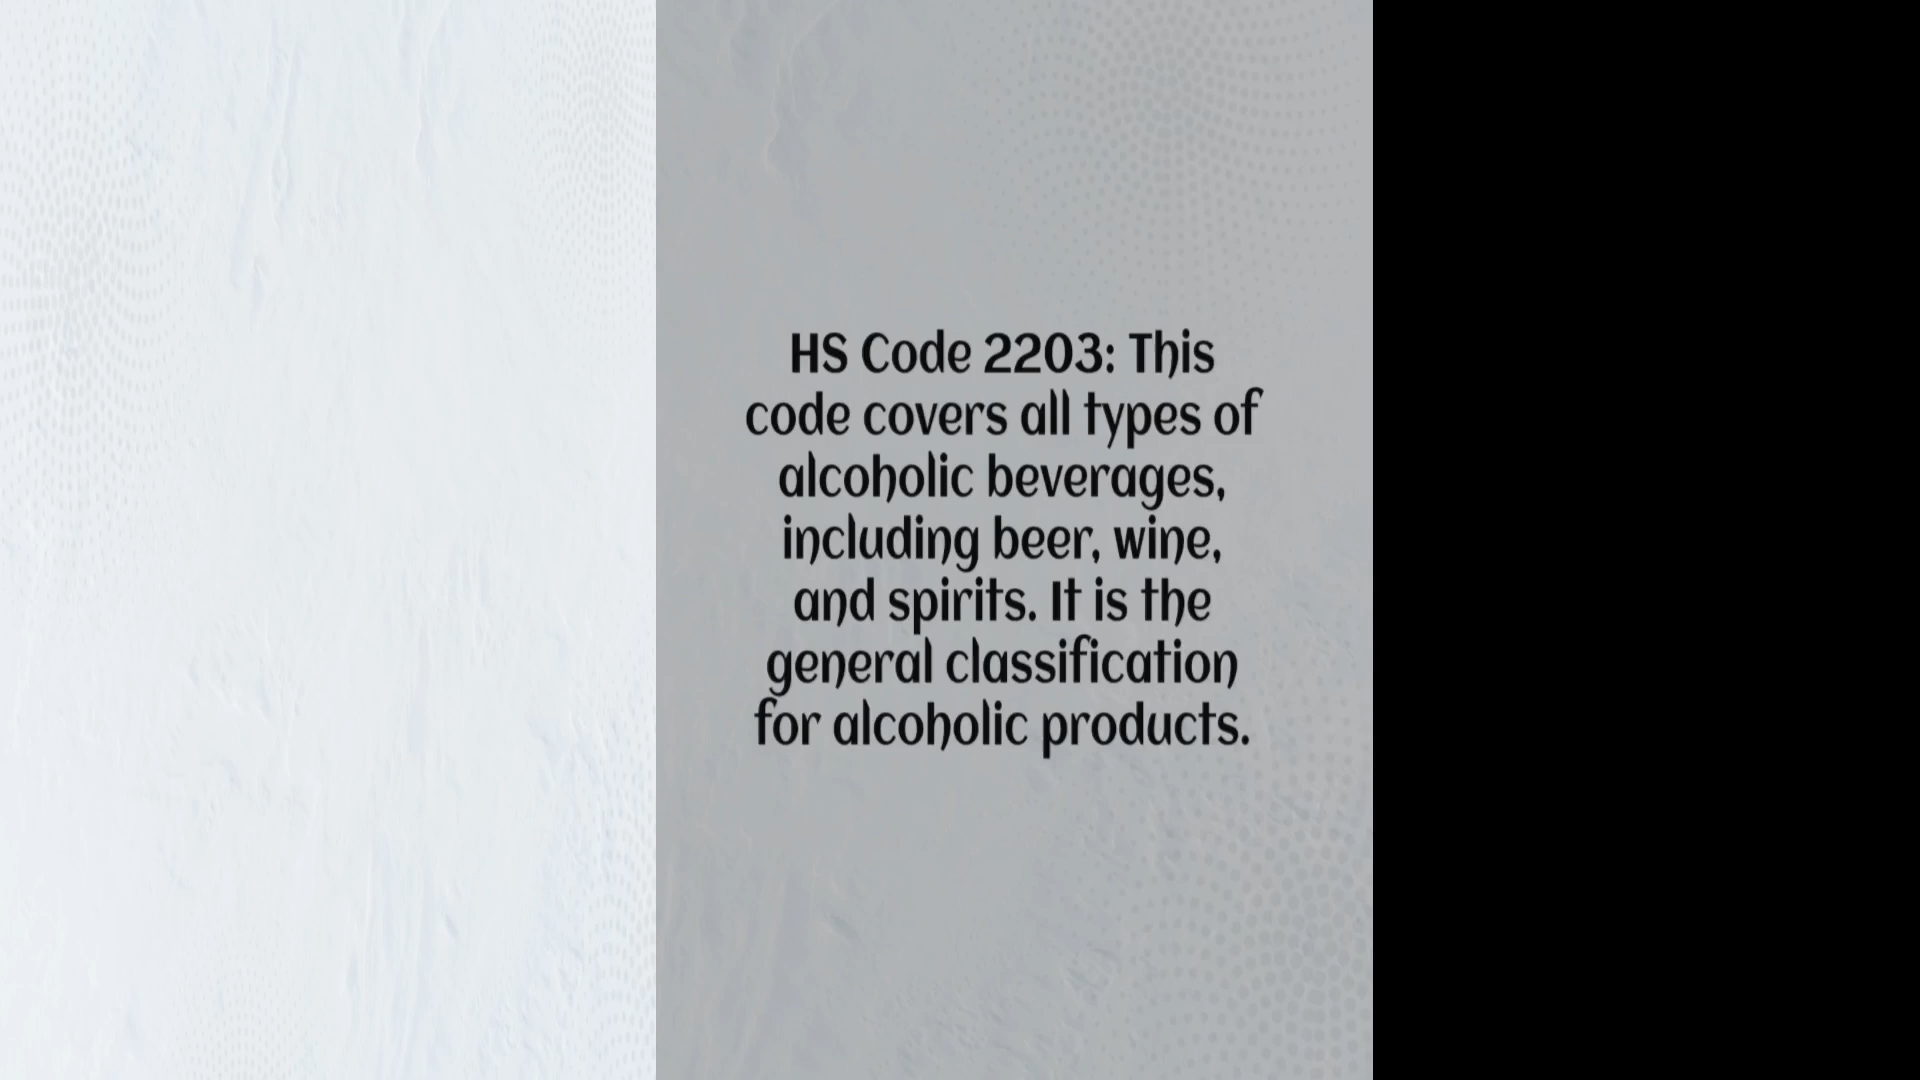 HS Code 2203: This
code covers all types of
alcoholic beverages,
including beer, wine,
and spirits. It is the
general classification
for alcoholic products.